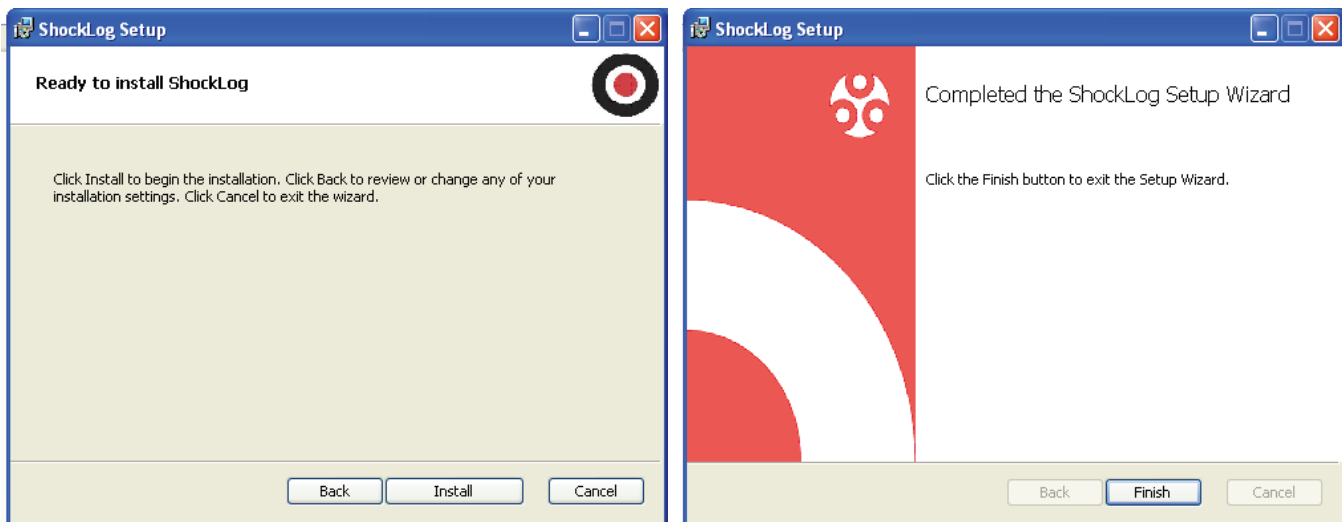 ShockLog Setup
Ready to install ShockLog
Click Install to begin the installation. Click Back to review or change any of your
installation settings. Click Cancel to exit the wizard.
Back
Install
Cancel
ShockLog Setup
Completed the ShockLog Setup Wizard
Click the Finish button to exit the Setup Wizard.
Back
Finish
Cancel